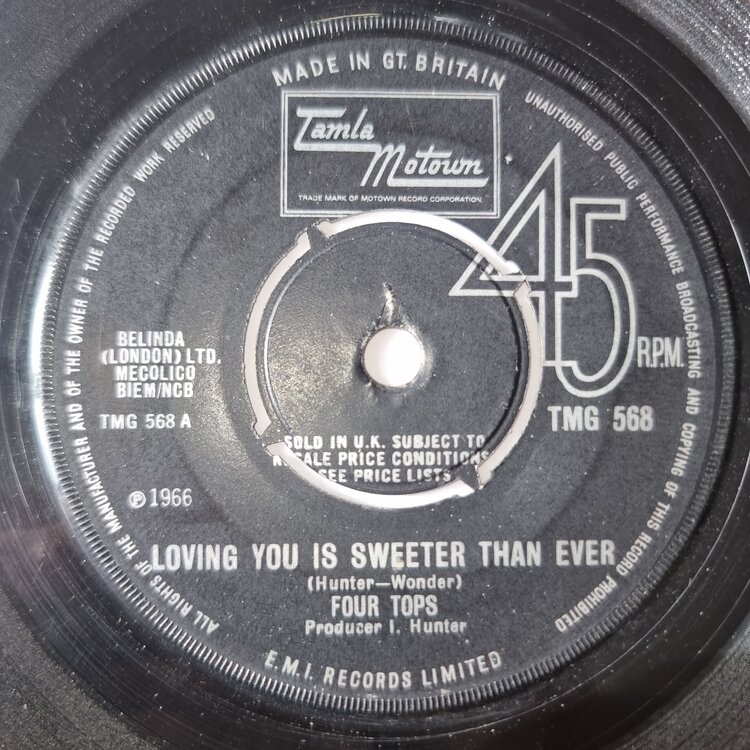 MADE IN GT. BRITAIN
Tamla
Motown
TRADE MARK OF MOTOWN RECORD CORPORATION
UNAUTHORISED PUBLIC PERFORMANCE BROADCASTING AND COPYING OF THIS RECORD PROHIBITED
ALL RIGHTS OF THE MANUFACTURER AND OF THE OWNER OF THE RECORDED WORK RESERVED
45
R.P.M.
BELINDA
(LONDON) LTD.
MECOLICO
BIEM/NCB
TMG 568 A
TMG 568
SOLD IN U.K. SUBJECT TO
RESALE PRICE CONDITIONS
SEE PRICE LISTS
℗ 1966
LOVING YOU IS SWEETER THAN EVER
(Hunter—Wonder)
FOUR TOPS
Producer I. Hunter
E.M.I. RECORDS LIMITED